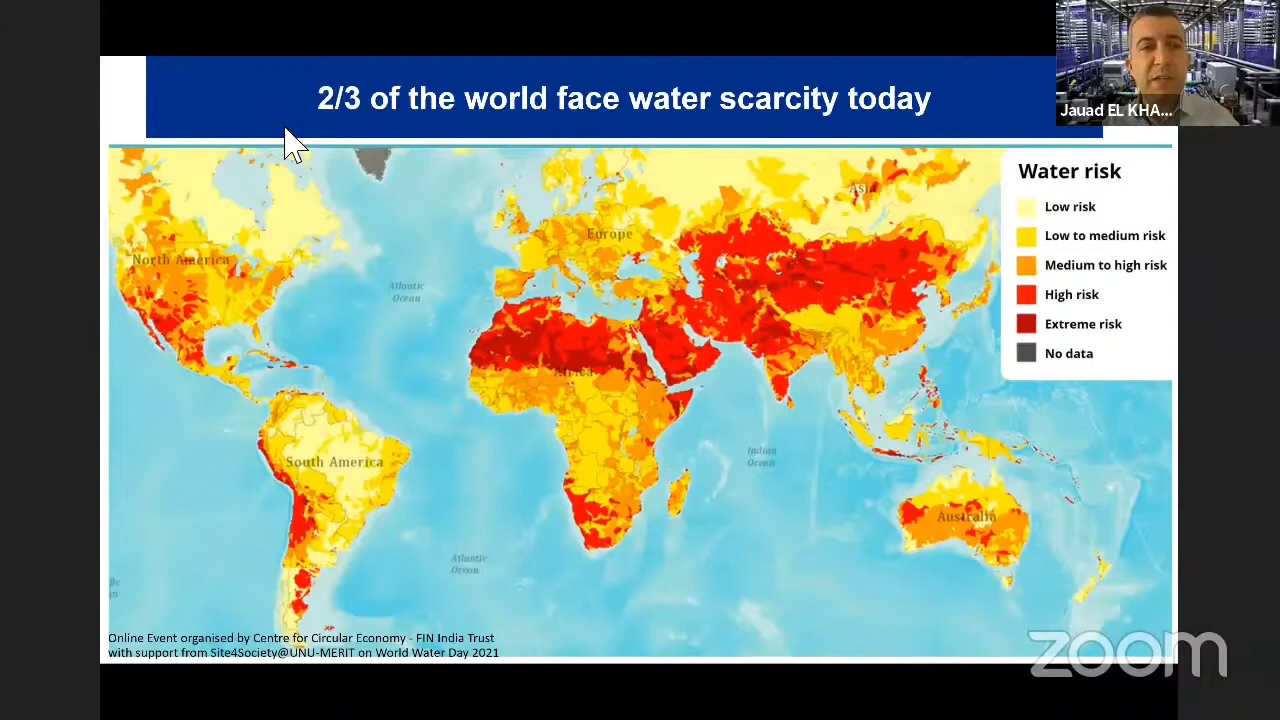 2/3 of the world face water scarcity today
Jauad EL KHA...
Water risk
Low risk
Low to medium risk
Medium to high risk
High risk
Extreme risk
No data
North America
Europe
Asia
Atlantic
Ocean
Africa
South America
Indian
Ocean
Australia
Atlantic
Ocean
Online Event organised by Centre for Circular Economy - FIN India Trust
with support from Site4Society@UNU-MERIT on World Water Day 2021
zoom